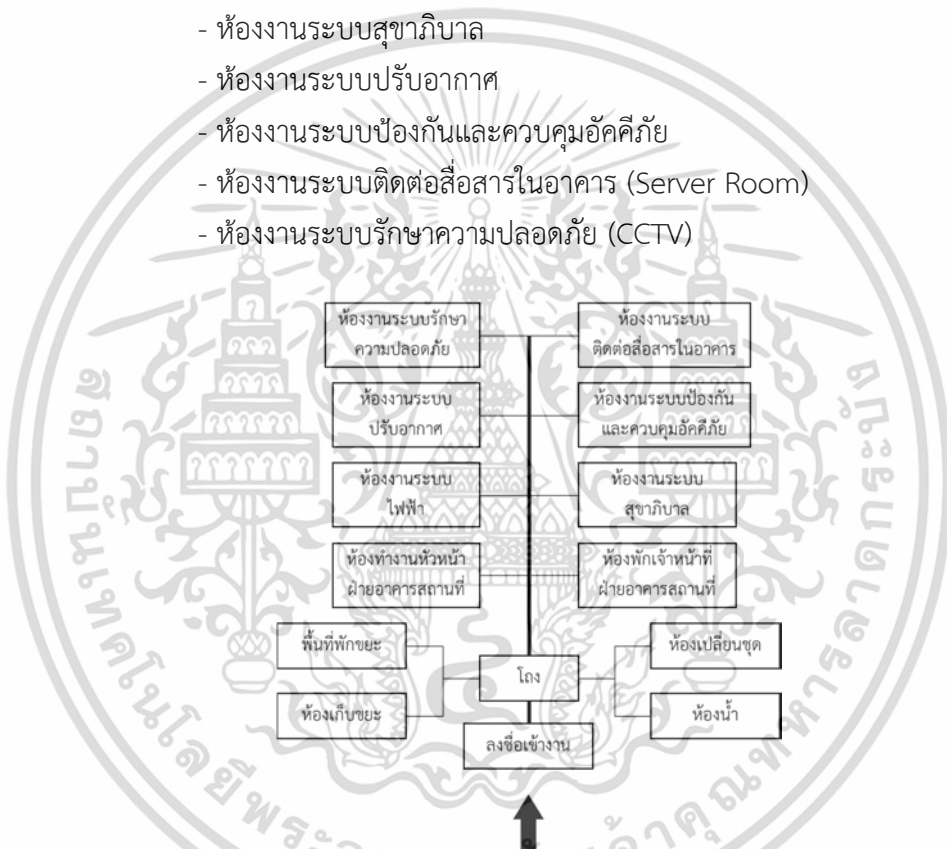 - ห้องงานระบบสุขาภิบาล
- ห้องงานระบบปรับอากาศ
- ห้องงานระบบป้องกันและควบคุมอัคคีภัย
- ห้องงานระบบติดต่อสื่อสารในอาคาร (Server Room)
- ห้องงานระบบรักษาความปลอดภัย (CCTV)
ห้องงานระบบรักษา
ความปลอดภัย
ห้องงานระบบ
ติดต่อสื่อสารในอาคาร
ห้องงานระบบ
ปรับอากาศ
ห้องงานระบบป้องกัน
และควบคุมอัคคีภัย
ห้องงานระบบ
ไฟฟ้า
ห้องงานระบบ
สุขาภิบาล
ห้องทำงานหัวหน้า
ฝ่ายอาคารสถานที่
ห้องพักเจ้าหน้าที่
ฝ่ายอาคารสถานที่
พื้นที่พักขยะ
ห้องเปลี่ยนชุด
โถง
ห้องเก็บขยะ
ห้องน้ำ
ลงชื่อเข้างาน